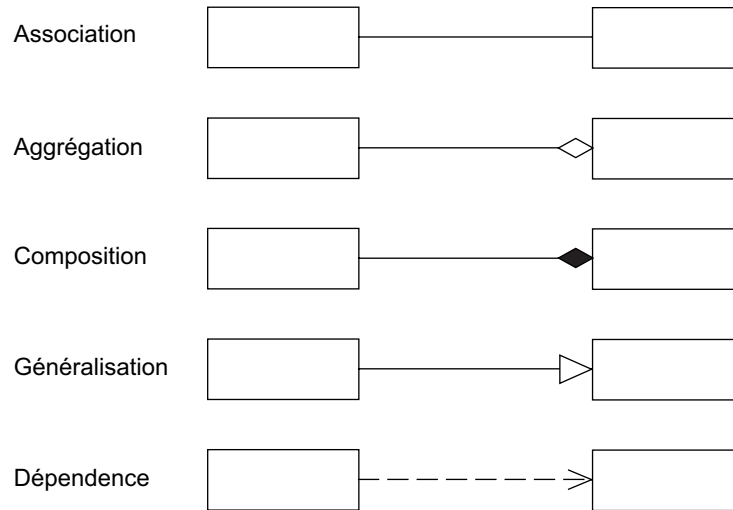 Association
Aggrégation
Composition
Généralisation
Dépendence